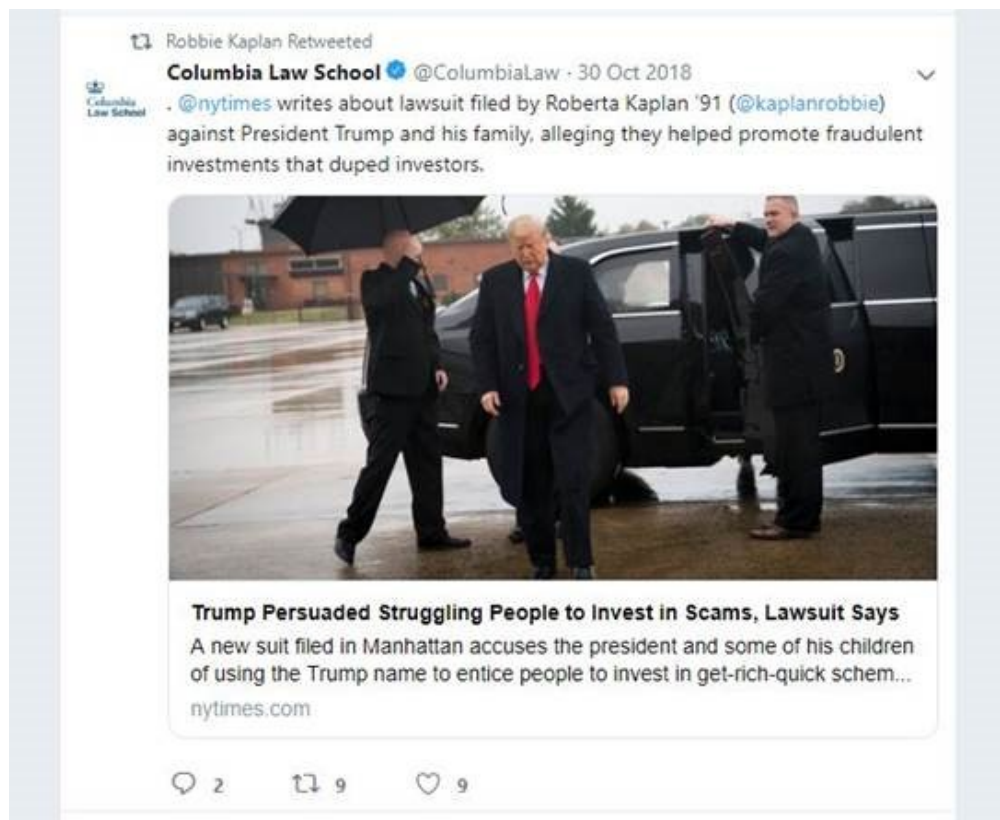 Robbie Kaplan Retweeted
Columbia Law School @ColumbiaLaw · 30 Oct 2018
Columbia
Law School
. @nytimes writes about lawsuit filed by Roberta Kaplan '91 (@kaplanrobbie)
against President Trump and his family, alleging they helped promote fraudulent
investments that duped investors.
Trump Persuaded Struggling People to Invest in Scams, Lawsuit Says
A new suit filed in Manhattan accuses the president and some of his children
of using the Trump name to entice people to invest in get-rich-quick schem...
nytimes.com
2 9 9